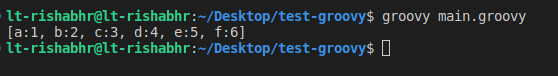 lt-rishabhr@lt-rishabhr:~/Desktop/test-groovy$ groovy main.groovy
[a:1, b:2, c:3, d:4, e:5, f:6]
lt-rishabhr@lt-rishabhr:~/Desktop/test-groovy$